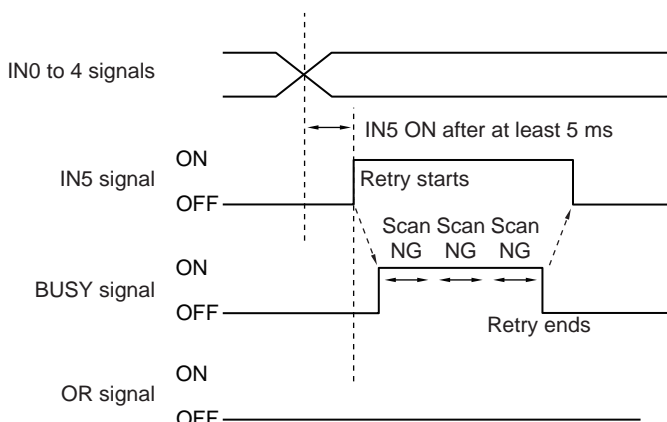 IN0 to 4 signals
IN5 ON after at least 5 ms
ON
IN5 signal
Retry starts
OFF
Scan Scan Scan
NG NG NG
ON
BUSY signal
OFF
Retry ends
ON
OR signal
OFF